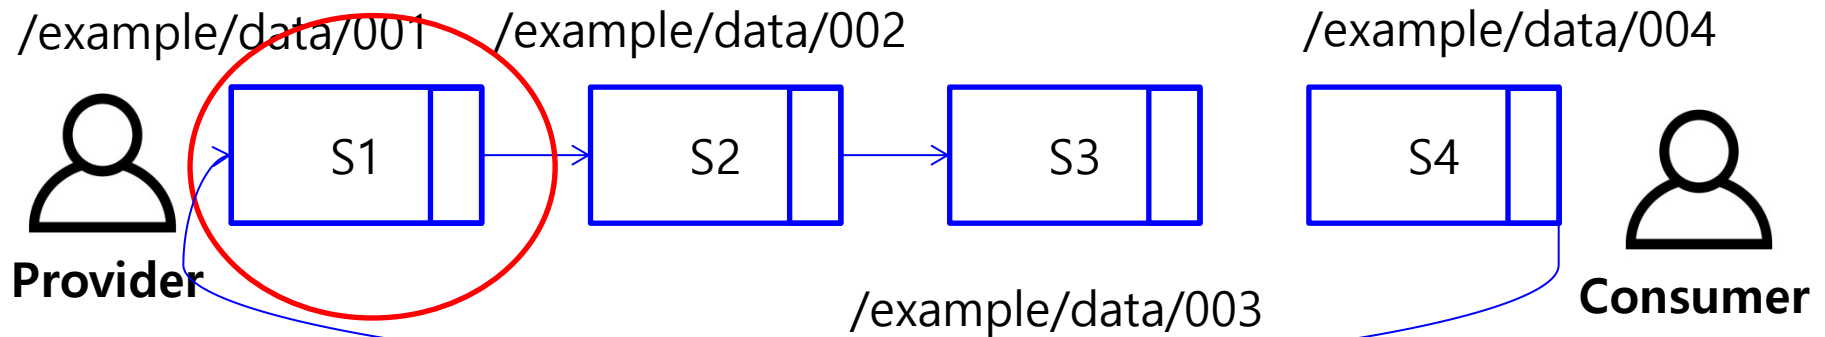 /example/data/001 /example/data/002 /example/data/004
S1 S2 S3 S4
Provider
/example/data/003
Consumer